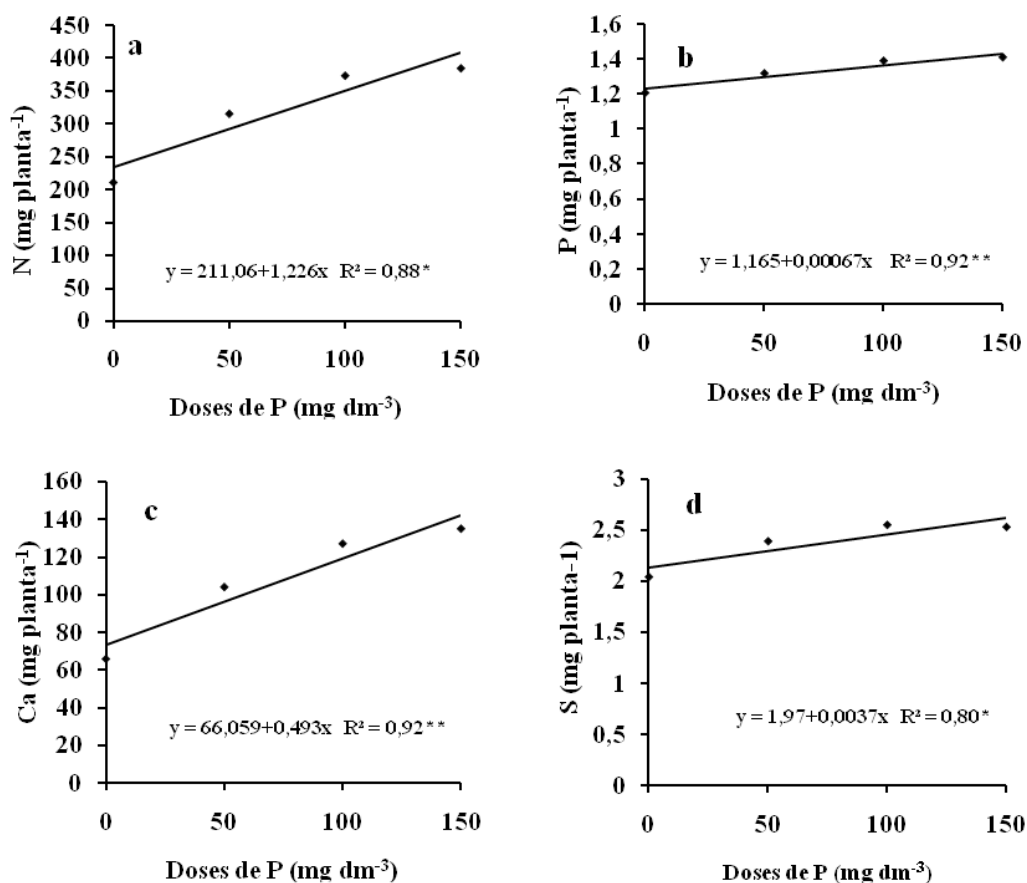 a
N (mg planta⁻¹)
450
400
350
300
250
200
150
100
50
0
y = 211,06+1,226x R² = 0,88*
0 50 100 150
Doses de P (mg dm⁻³)
b
P (mg planta⁻¹)
1,6
1,4
1,2
1
0,8
0,6
0,4
0,2
0
y = 1,165+0,00067x R² = 0,92**
0 50 100 150
Doses de P (mg dm⁻³)
c
Ca (mg planta⁻¹)
160
140
120
100
80
60
40
20
0
y = 66,059+0,493x R² = 0,92**
0 50 100 150
Doses de P (mg dm⁻³)
d
S (mg planta-1)
3
2,5
2
1,5
1
0,5
0
y = 1,97+0,0037x R² = 0,80*
0 50 100 150
Doses de P (mg dm⁻³)